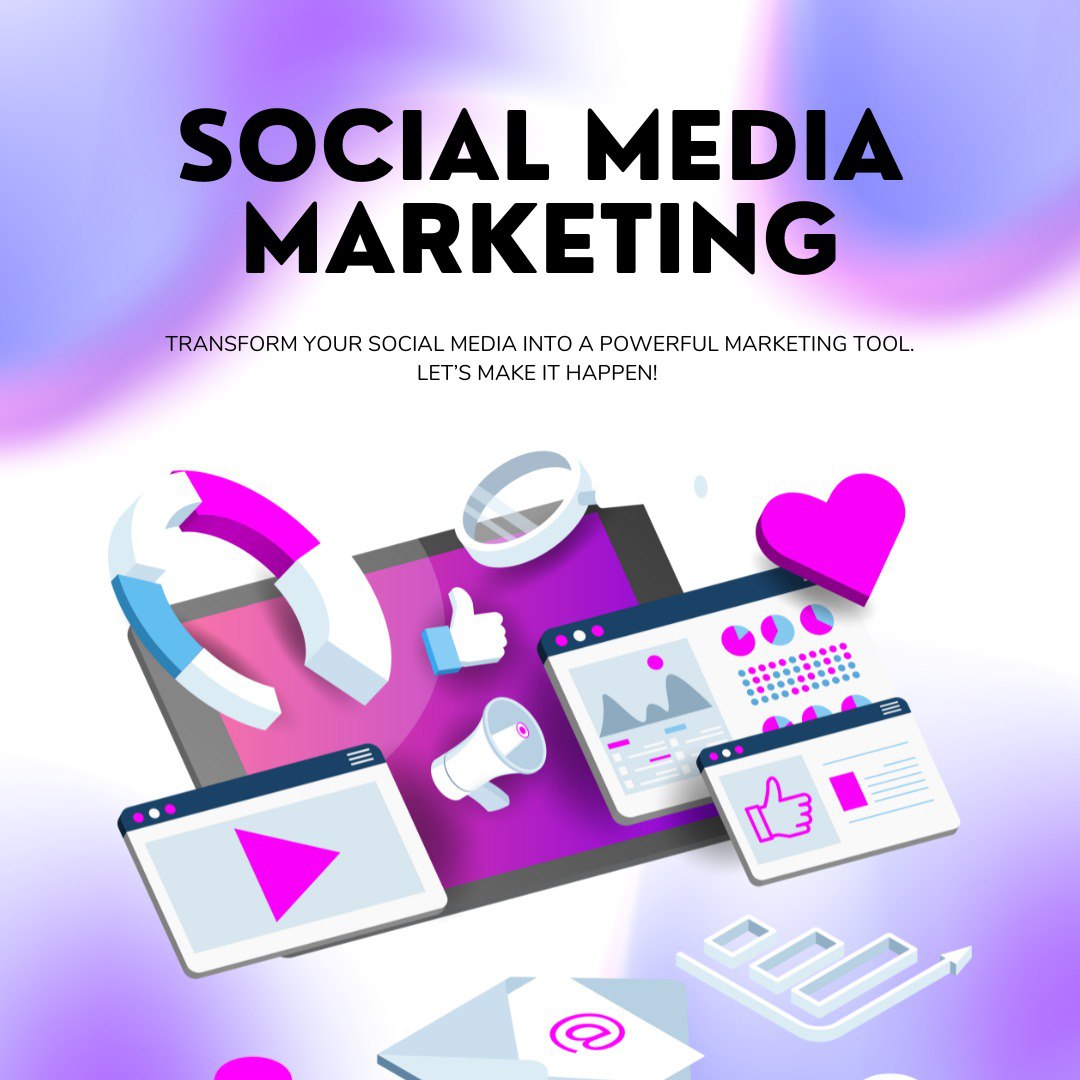 SOCIAL MEDIA
MARKETING
TRANSFORM YOUR SOCIAL MEDIA INTO A POWERFUL MARKETING TOOL.
LET’S MAKE IT HAPPEN!
@